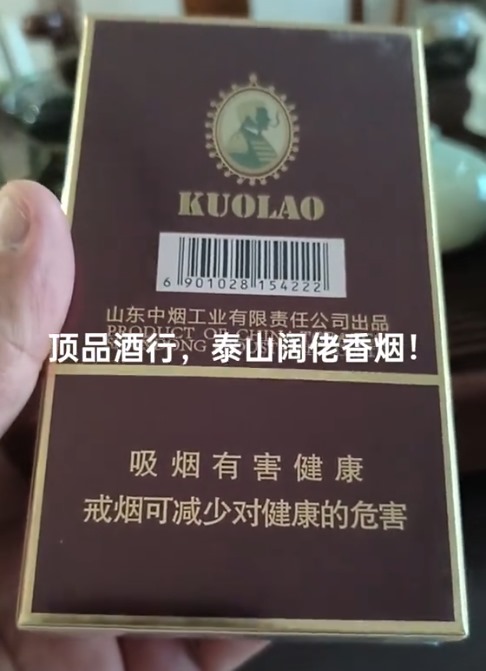 KUOLAO
6 901028 154222
山东中烟工业有限责任公司出品
PRODUCT OF CHINA
顶品酒行，泰山阔佬香烟！
吸烟有害健康
戒烟可减少对健康的危害